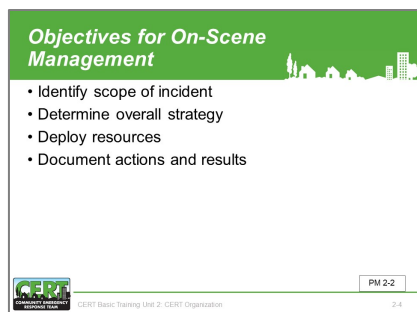 Objectives for On-Scene
Management
• Identify scope of incident
• Determine overall strategy
• Deploy resources
• Document actions and results
PM 2-2
CERT
COMMUNITY EMERGENCY
RESPONSE TEAM
CERT Basic Training Unit 2: CERT Organization
2-4